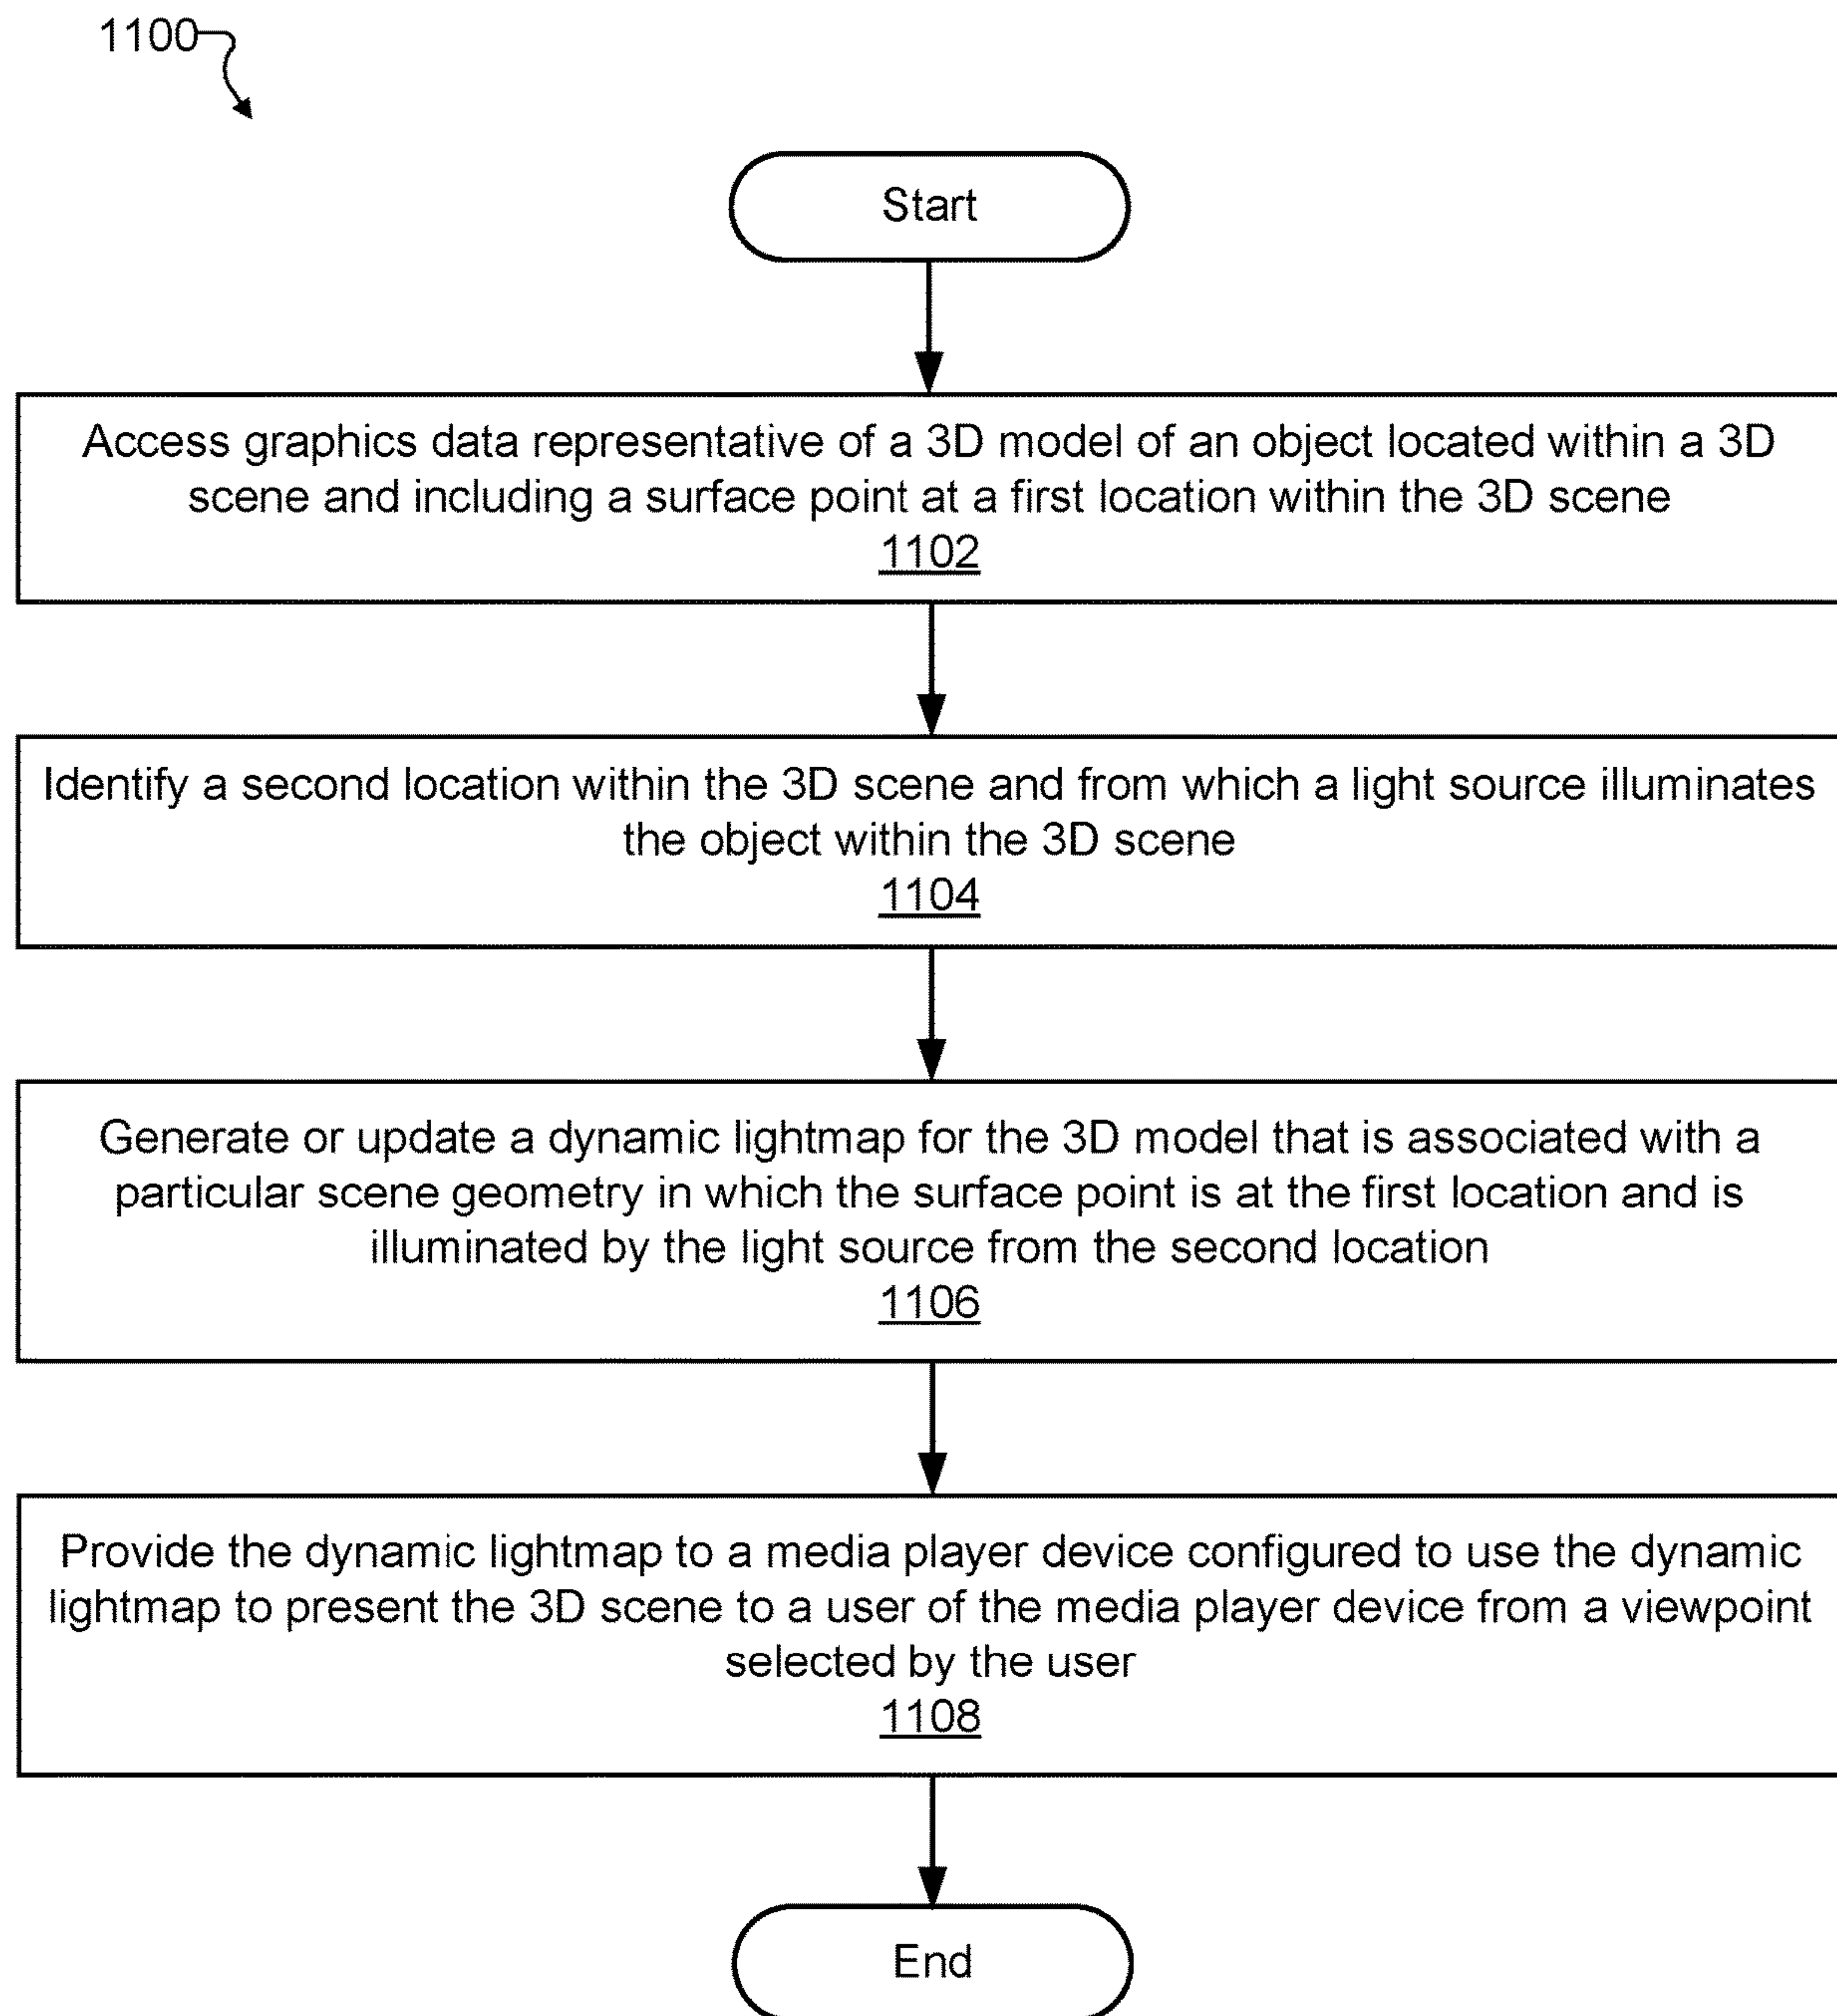 1100
Start
Access graphics data representative of a 3D model of an object located within a 3D
scene and including a surface point at a first location within the 3D scene
1102
Identify a second location within the 3D scene and from which a light source illuminates
the object within the 3D scene
1104
Generate or update a dynamic lightmap for the 3D model that is associated with a
particular scene geometry in which the surface point is at the first location and is
illuminated by the light source from the second location
1106
Provide the dynamic lightmap to a media player device configured to use the dynamic
lightmap to present the 3D scene to a user of the media player device from a viewpoint
selected by the user
1108
End